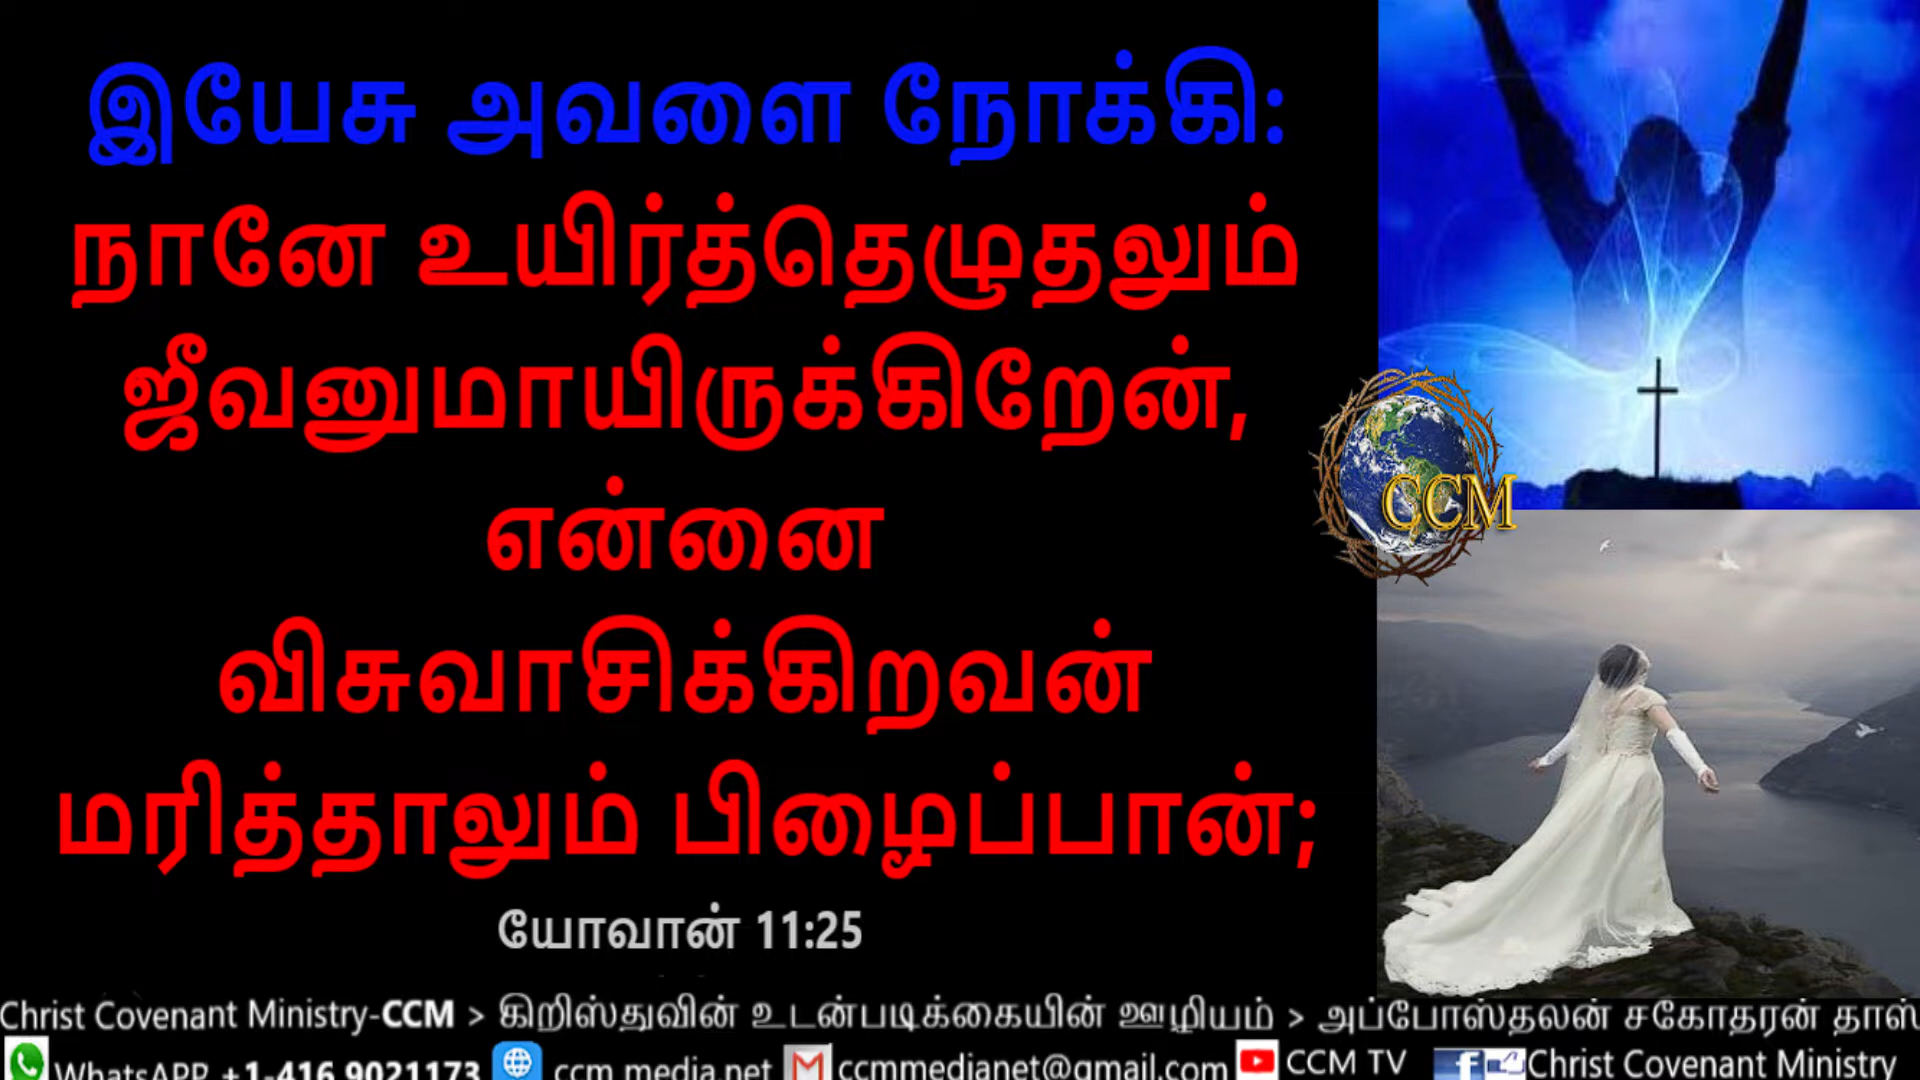 இயேசு அவளை நோக்கி:
நானே உயிர்த்தெழுதலும்
ஜீவனுமாயிருக்கிறேன்,
என்னை
விசுவாசிக்கிறவன்
மரித்தாலும் பிழைப்பான்;
யோவான் 11:25
CCM
Christ Covenant Ministry-CCM > கிறிஸ்துவின் உடன்படிக்கையின் ஊழியம் > அப்போஸ்தலன் சகோதரன் தாஸ்
WhatsAPP +1-416 9021173 ccm media.net ccmmedianet@gmail.com CCM TV f Christ Covenant Ministry